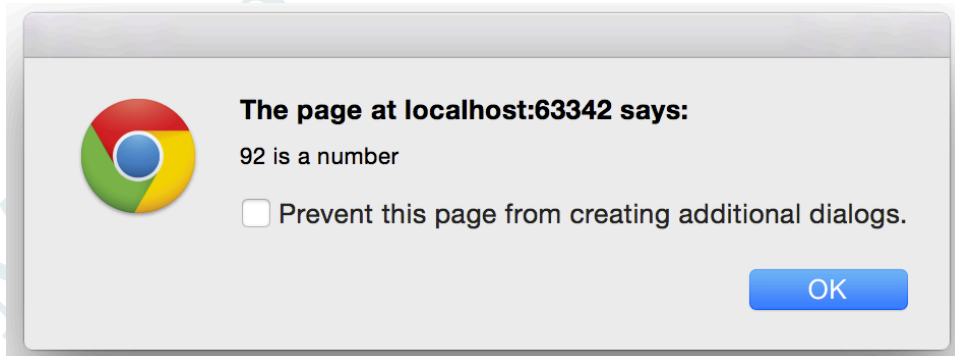 The page at localhost:63342 says:
92 is a number
Prevent this page from creating additional dialogs.
OK